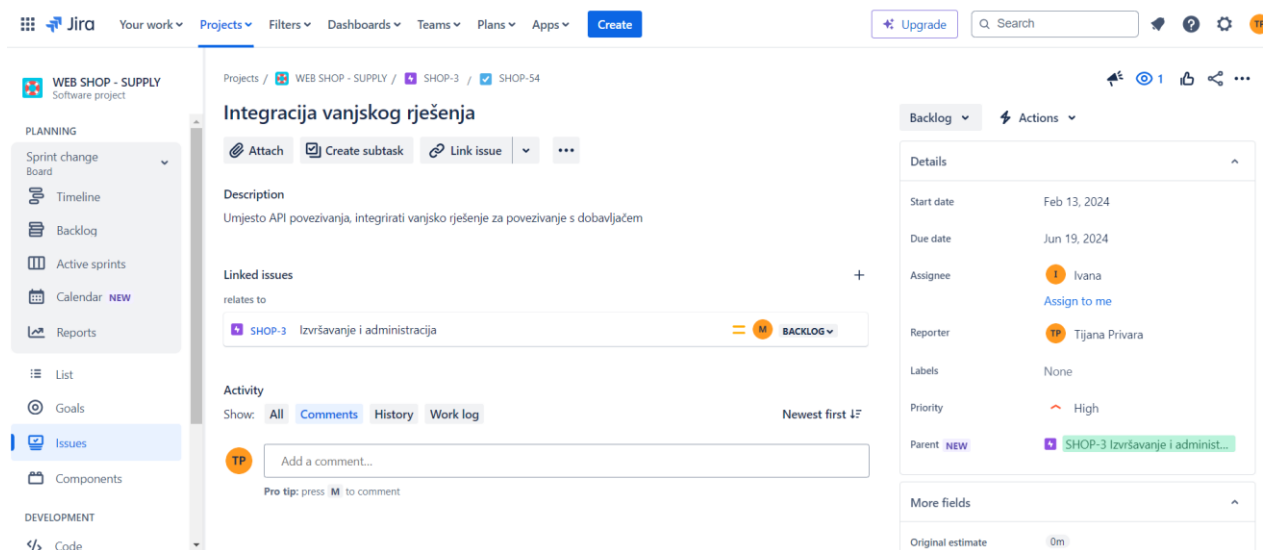 Jira Your work Projects Filters Dashboards Teams Plans Apps Create Upgrade Search TP
WEB SHOP - SUPPLY
Software project
PLANNING
Sprint change
Board
Timeline
Backlog
Active sprints
Calendar NEW
Reports
List
Goals
Issues
Components
DEVELOPMENT
Code
Projects / WEB SHOP - SUPPLY / SHOP-3 / SHOP-54
1
Integracija vanjskog rješenja
Attach Create subtask Link issue
Description
Umjesto API povezivanja, integrirati vanjsko rješenje za povezivanje s dobavljačem
Linked issues
relates to
SHOP-3 Izvršavanje i administracija M BACKLOG
Activity
Show: All Comments History Work log Newest first
TP Add a comment...
Pro tip: press M to comment
Backlog Actions
Details
Start date Feb 13, 2024
Due date Jun 19, 2024
Assignee I Ivana
Assign to me
Reporter TP Tijana Privara
Labels None
Priority High
Parent NEW SHOP-3 Izvršavanje i administ...
More fields
Original estimate 0m